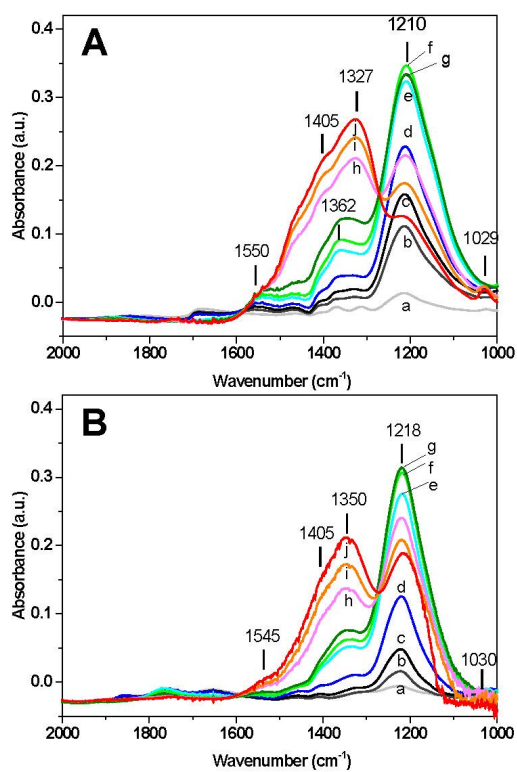 A
1210
f
g
1327
e
1405
j
i
d
h
1362
c
1550
b
1029
a
0.4
0.3
0.2
0.1
0.0
Absorbance (a.u.)
2000 1800 1600 1400 1200 1000
Wavenumber (cm-1)
B
1218
g
f
e
1350
1405
j
i
h
d
1545
c
b
1030
a
0.4
0.3
0.2
0.1
0.0
Absorbance (a.u.)
2000 1800 1600 1400 1200 1000
Wavenumber (cm-1)